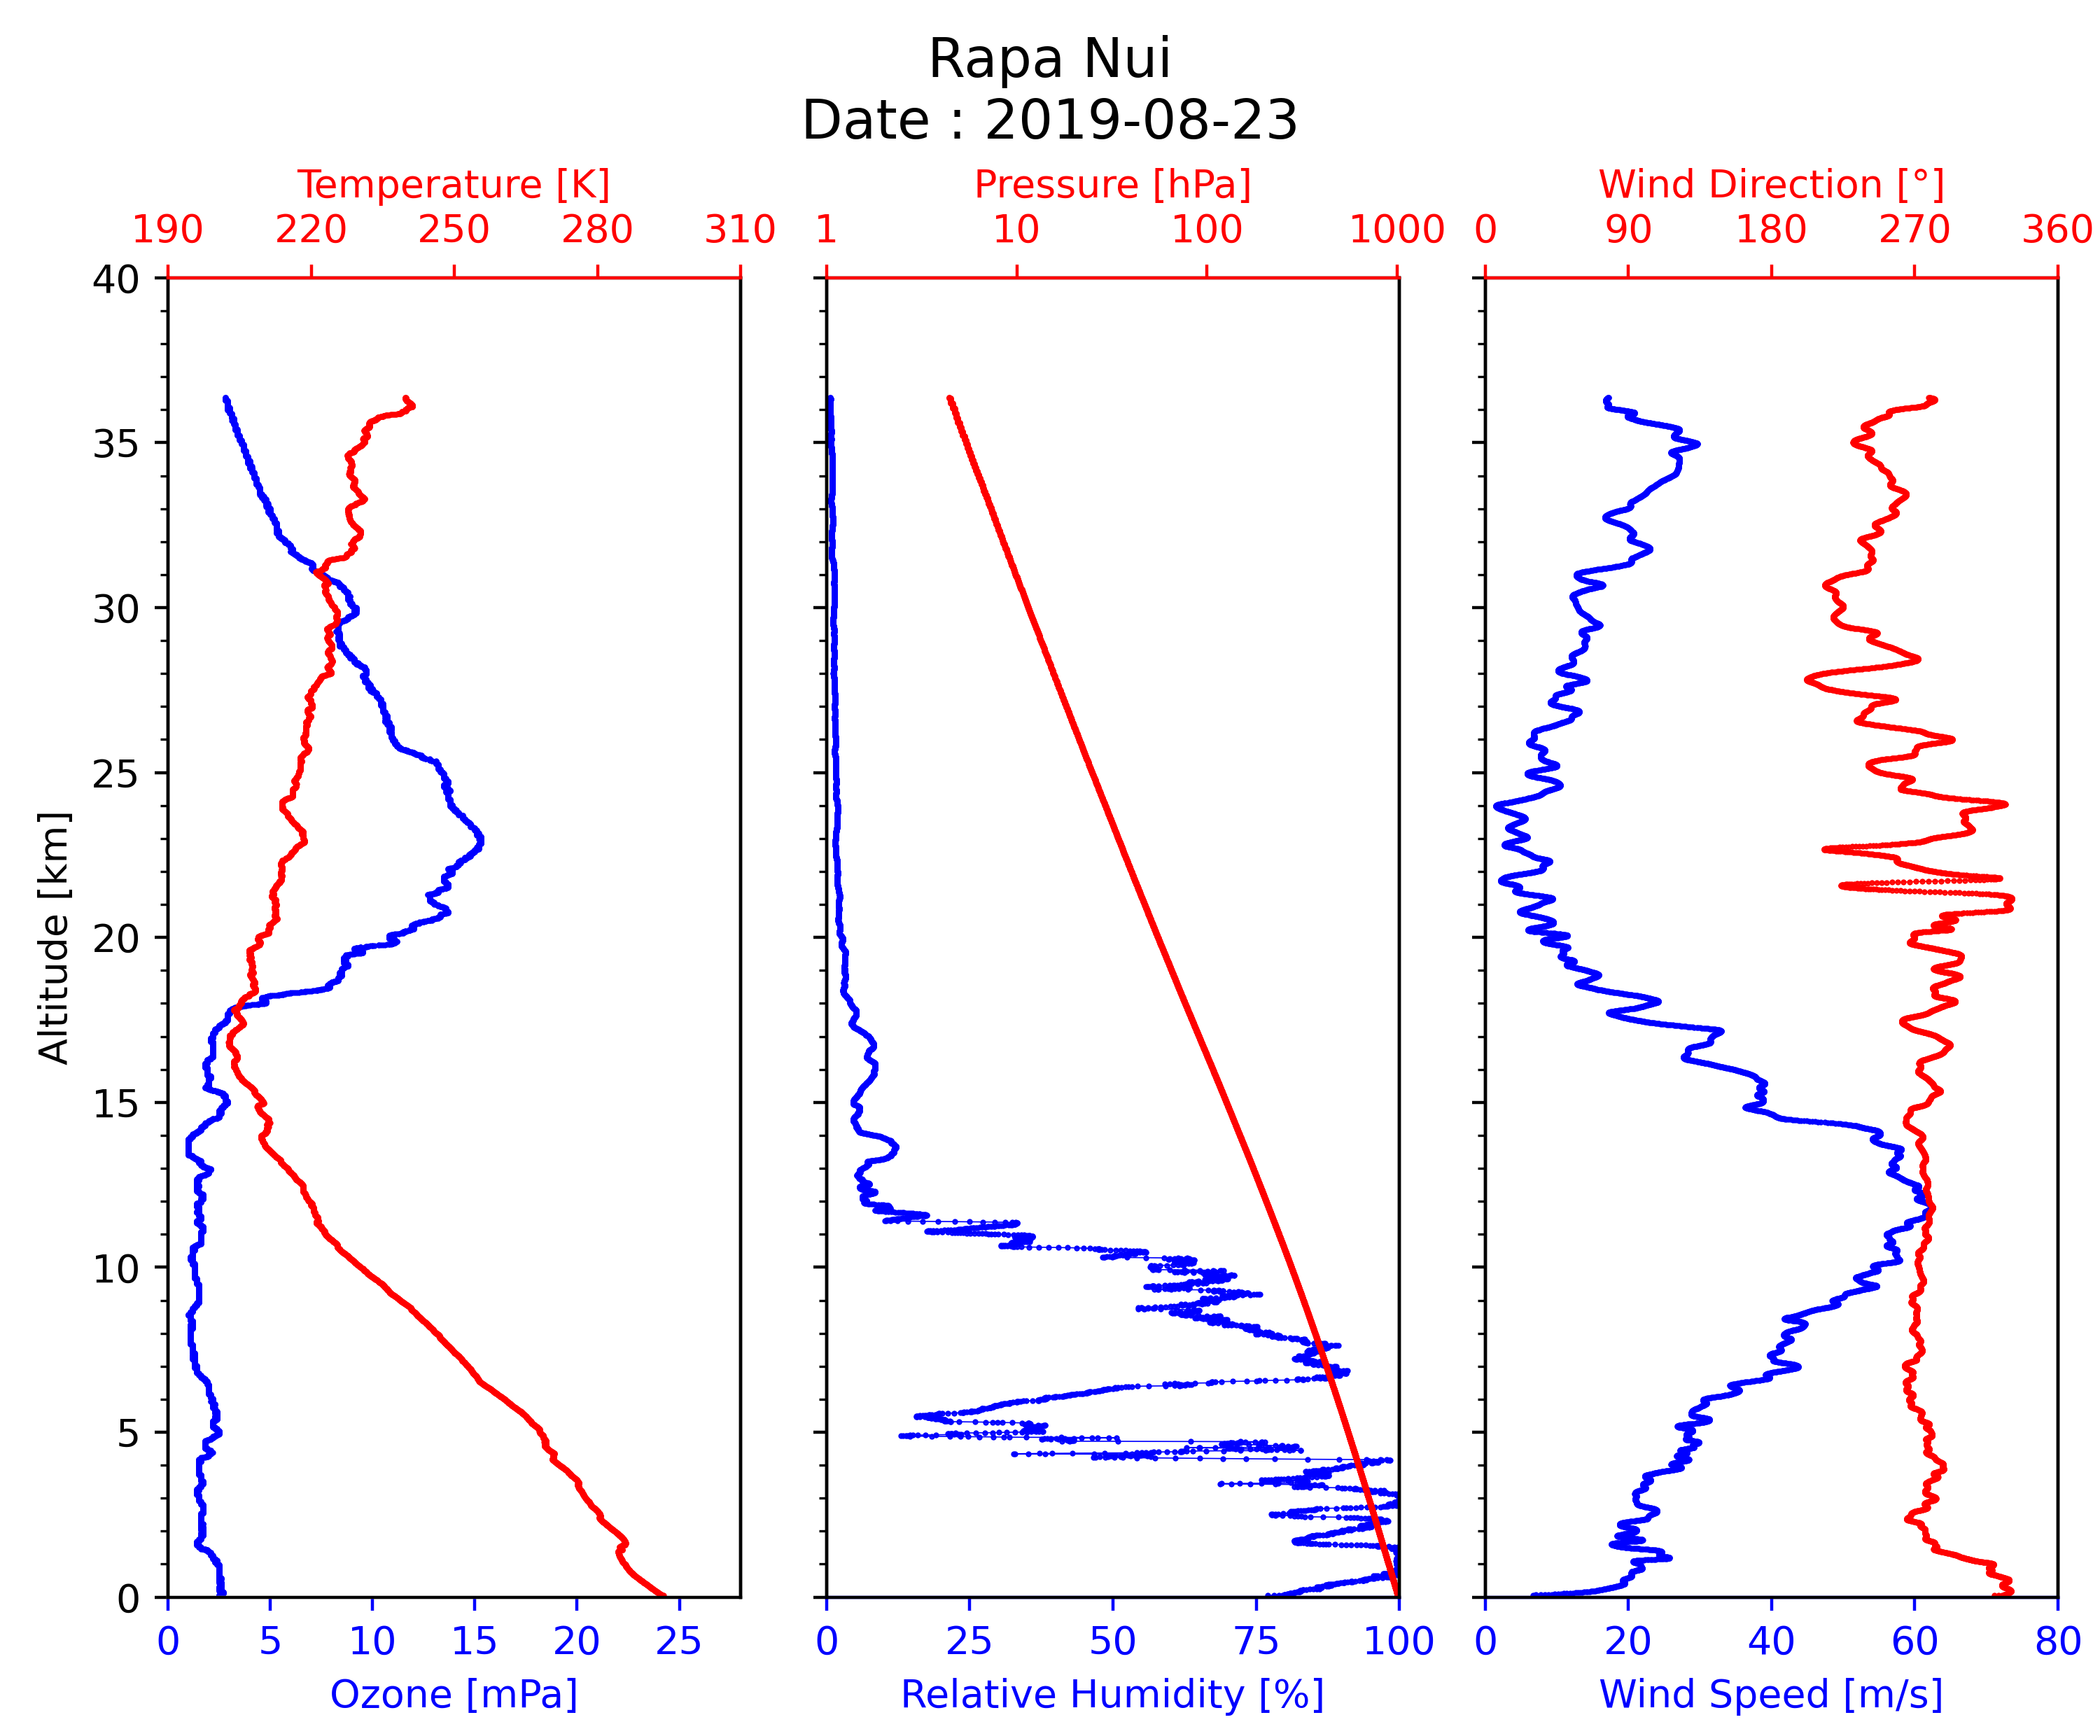 Rapa Nui
Date : 2019-08-23
Temperature [K]
Pressure [hPa]
Wind Direction [°]
190 220 250 280 310
1 10 100 1000
0 90 180 270 360
40
35
30
25
20
15
10
5
0
Altitude [km]
0 5 10 15 20 25
0 25 50 75 100
0 20 40 60 80
Ozone [mPa]
Relative Humidity [%]
Wind Speed [m/s]